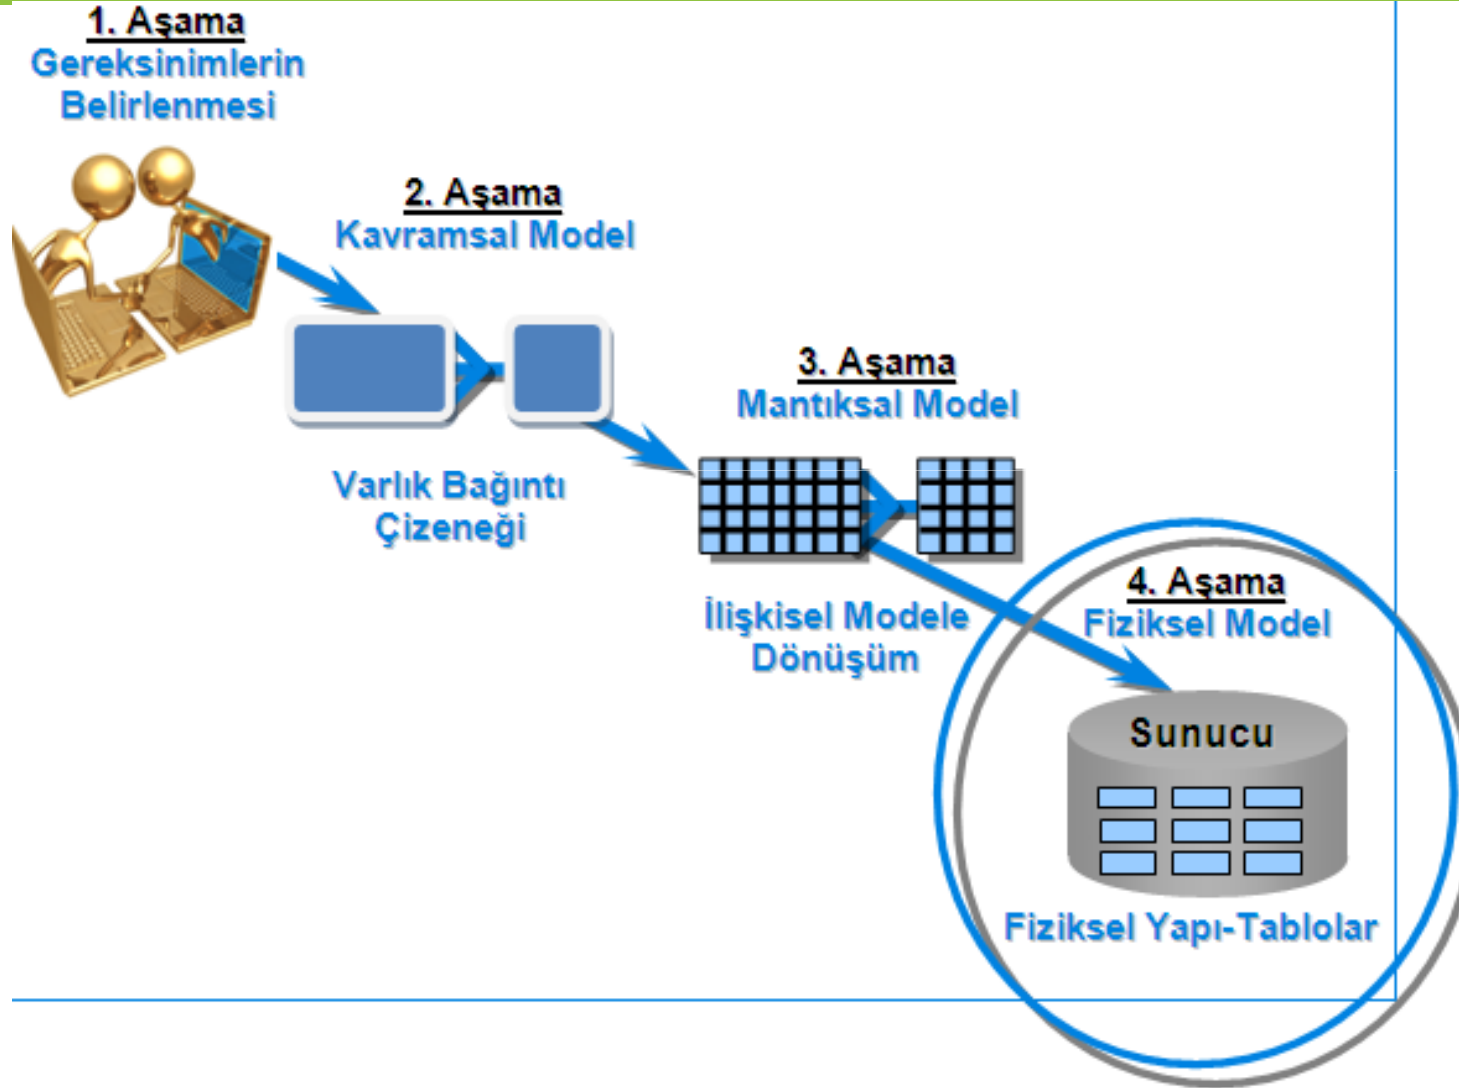 1. Aşama
Gereksinimlerin
Belirlenmesi
2. Aşama
Kavramsal Model
Varlık Bağıntı
Çizeneği
3. Aşama
Mantıksal Model
İlişkisel Modele
Dönüşüm
4. Aşama
Fiziksel Model
Sunucu
Fiziksel Yapı-Tablolar